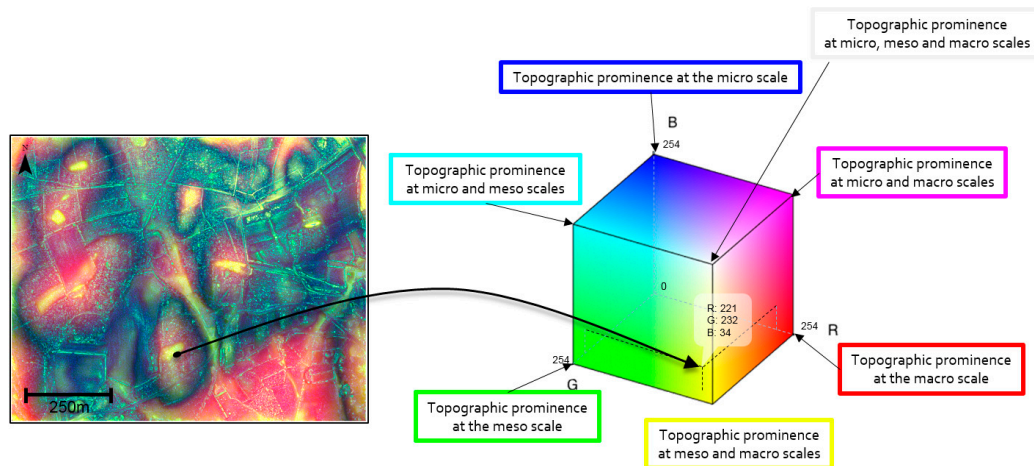 Topographic prominence
at micro, meso and macro scales
Topographic prominence at the micro scale
B
254
N
Topographic prominence
at micro and meso scales
Topographic prominence
at micro and macro scales
0
R: 221
G: 232
B: 34
254
R
254
G
250m
Topographic prominence
at the macro scale
Topographic prominence
at the meso scale
Topographic prominence
at meso and macro scales